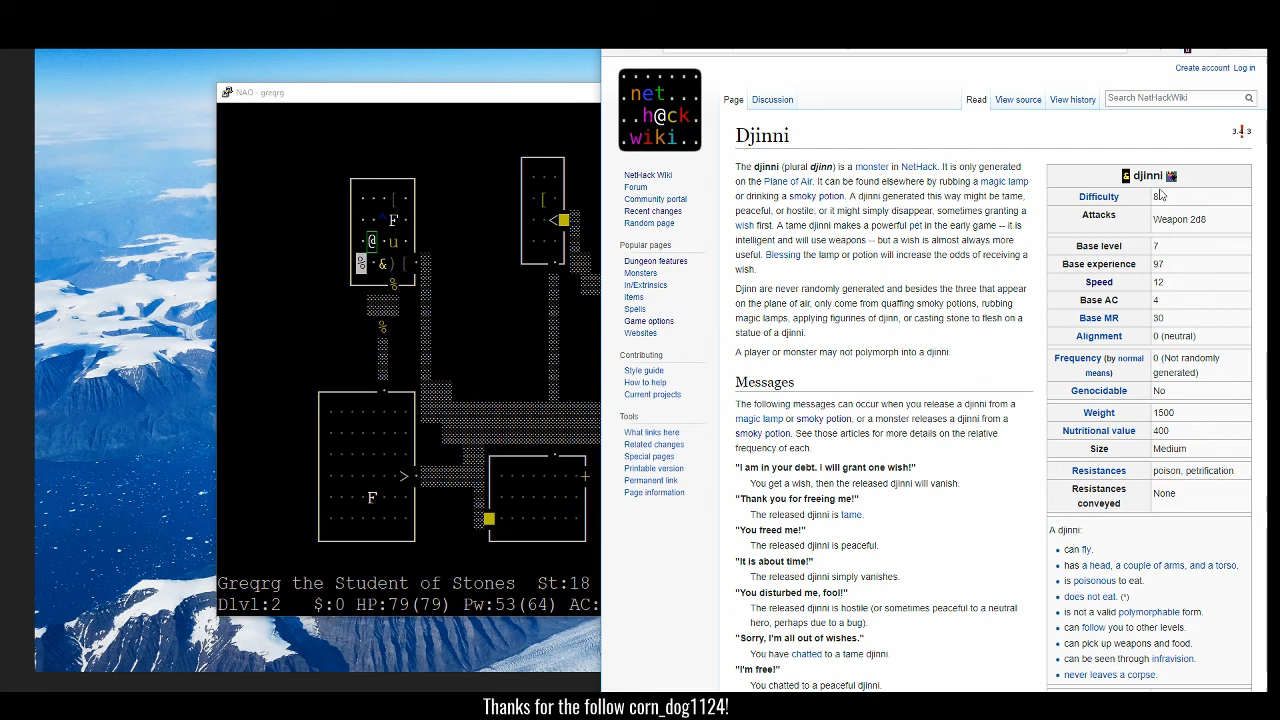 NAO - greqrg
Greqrg the Student of Stones St:18
Dlvl:2 $:0 HP:79(79) Pw:53(64) AC:
net
h@ck
wiki
Create account Log in
Page Discussion Read View source View history Search NetHackWiki
NetHack Wiki
Forum
Community portal
Recent changes
Random page
Popular pages
Dungeon features
Monsters
In/Extrinsics
Items
Spells
Game options
Websites
Contributing
Style guide
How to help
Current projects
Tools
What links here
Related changes
Special pages
Printable version
Permanent link
Page information
Djinni
The djinni (plural djinn) is a monster in NetHack. It is only generated
on the Plane of Air. It can be found elsewhere by rubbing a magic lamp
or drinking a smoky potion. A djinni generated this way might be tame,
peaceful, or hostile; or it might simply disappear, sometimes granting a
wish first. A tame djinni makes a powerful pet in the early game -- it is
intelligent and will use weapons -- but a wish is almost always more
useful. Blessing the lamp or potion will increase the odds of receiving a
wish.
Djinn are never randomly generated and besides the three that appear
on the plane of air, only come from quaffing smoky potions, rubbing
magic lamps, applying figurines of djinn, or casting stone to flesh on a
statue of a djinni.
A player or monster may not polymorph into a djinni.
Messages
The following messages can occur when you release a djinni from a
magic lamp or smoky potion, or a monster releases a djinni from a
smoky potion. See those articles for more details on the relative
frequency of each.
"I am in your debt. I will grant one wish!"
You get a wish, then the released djinni will vanish.
"Thank you for freeing me!"
The released djinni is tame.
"You freed me!"
The released djinni is peaceful.
"It is about time!"
The released djinni simply vanishes.
"You disturbed me, fool!"
The released djinni is hostile (or sometimes peaceful to a neutral
hero, perhaps due to a bug).
"Sorry, I'm all out of wishes."
You have chatted to a tame djinni.
"I'm free!"
You chatted to a peaceful djinni.
& djinni
Difficulty 8
Attacks Weapon 2d8
Base level 7
Base experience 97
Speed 12
Base AC 4
Base MR 30
Alignment 0 (neutral)
Frequency (by normal means) 0 (Not randomly generated)
Genocidable No
Weight 1500
Nutritional value 400
Size Medium
Resistances poison, petrification
Resistances conveyed None
A djinni:
can fly.
has a head, a couple of arms, and a torso.
is poisonous to eat.
does not eat. (*)
is not a valid polymorphable form.
can follow you to other levels.
can pick up weapons and food.
can be seen through infravision.
never leaves a corpse.
Thanks for the follow corn_dog1124!